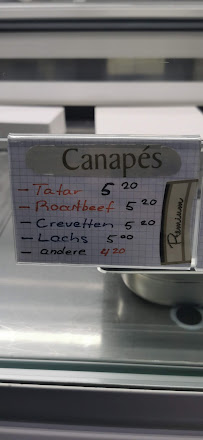 Canapés
- Tatar 5 20
- Roastbeef 5 20
- Crevetten 5 20
- Lachs 5 00
- andere 4 20
Premium